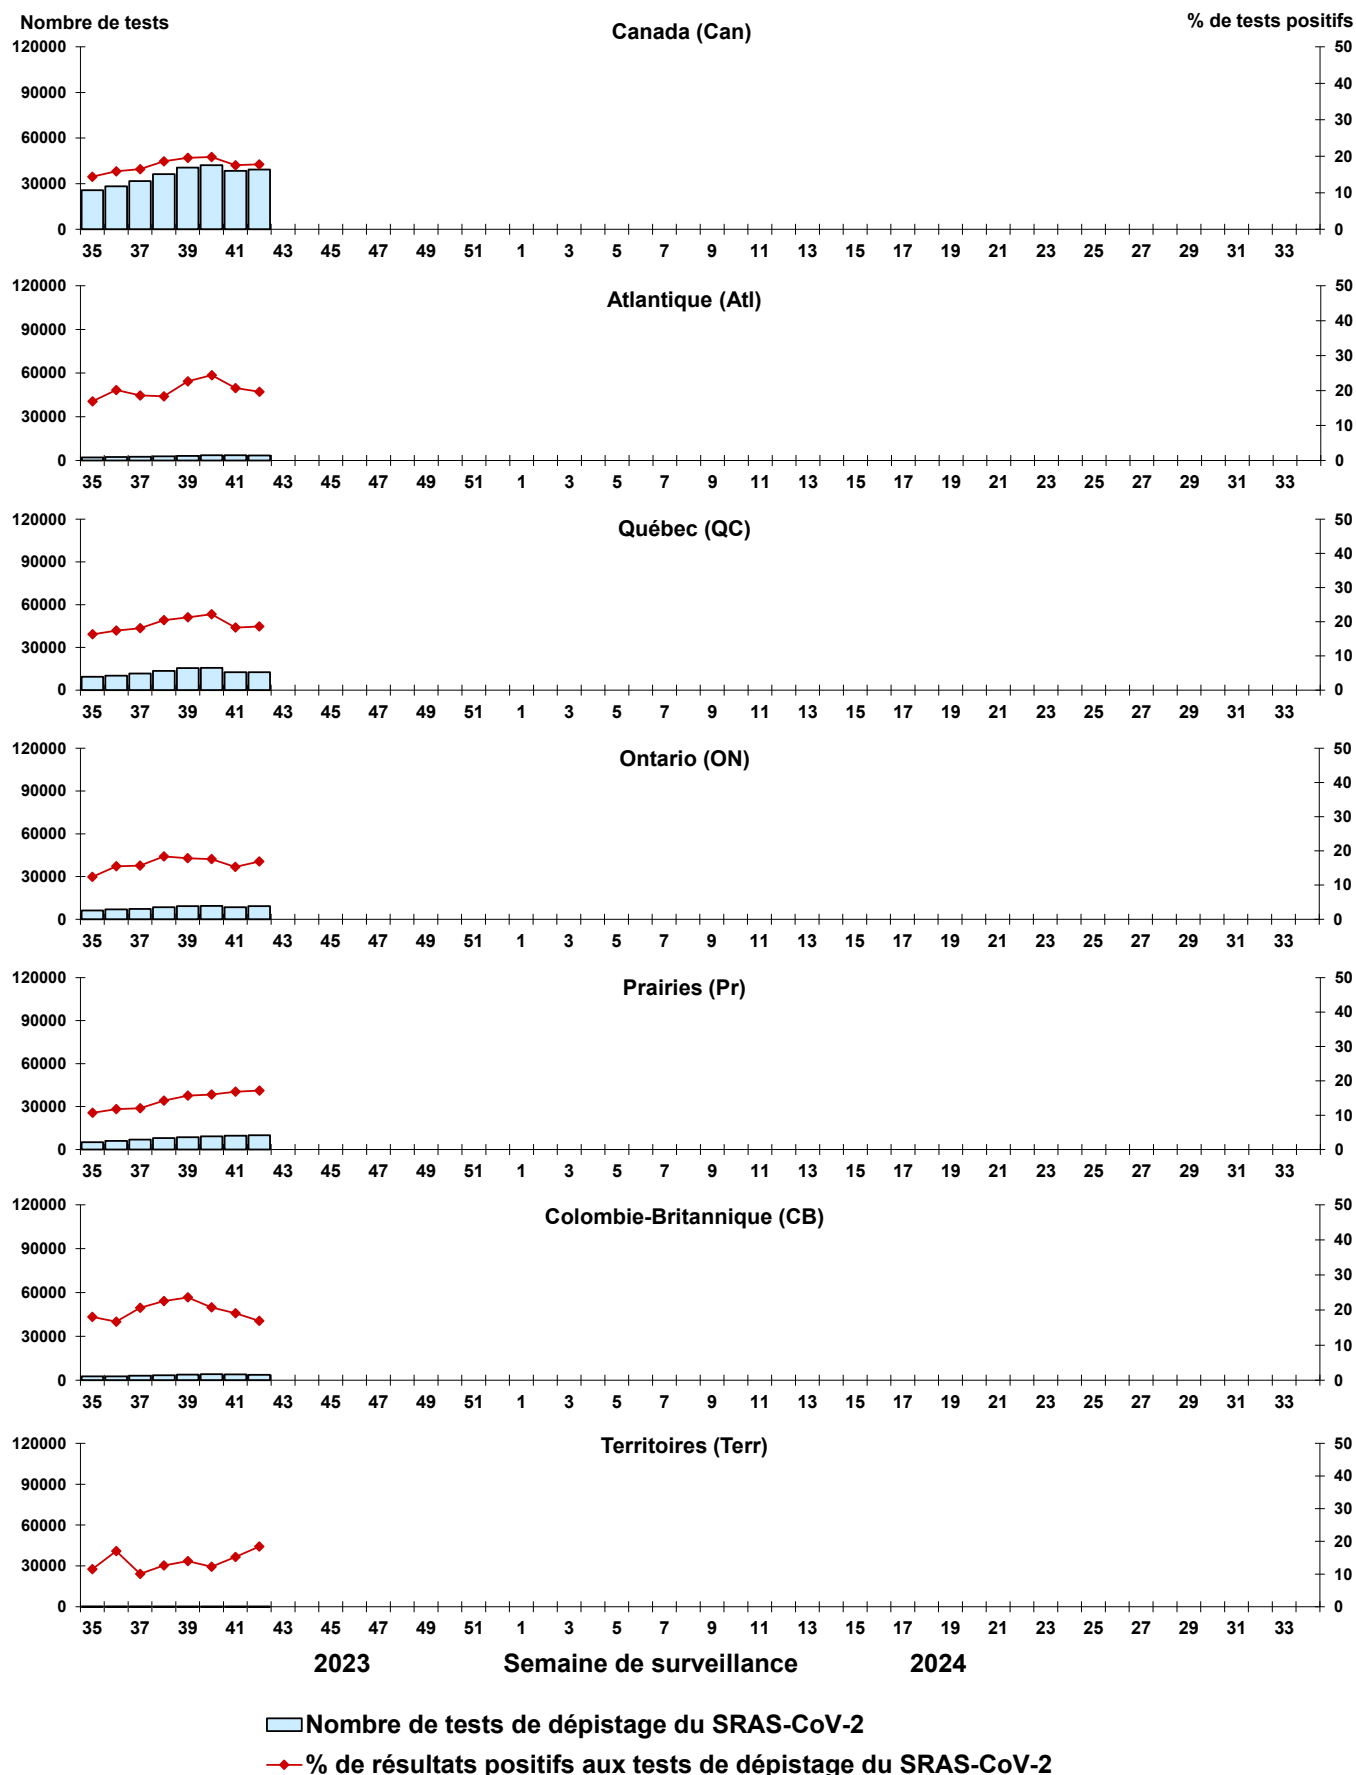 Nombre de tests
Canada (Can)
% de tests positifs
120000 50
90000 40
60000 30
30000 20
0 10
0
35 37 39 41 43 45 47 49 51 1 3 5 7 9 11 13 15 17 19 21 23 25 27 29 31 33
Atlantique (Atl)
120000 50
90000 40
60000 30
30000 20
0 10
0
35 37 39 41 43 45 47 49 51 1 3 5 7 9 11 13 15 17 19 21 23 25 27 29 31 33
Québec (QC)
120000 50
90000 40
60000 30
30000 20
0 10
0
35 37 39 41 43 45 47 49 51 1 3 5 7 9 11 13 15 17 19 21 23 25 27 29 31 33
Ontario (ON)
120000 50
90000 40
60000 30
30000 20
0 10
0
35 37 39 41 43 45 47 49 51 1 3 5 7 9 11 13 15 17 19 21 23 25 27 29 31 33
Prairies (Pr)
120000 50
90000 40
60000 30
30000 20
0 10
0
35 37 39 41 43 45 47 49 51 1 3 5 7 9 11 13 15 17 19 21 23 25 27 29 31 33
Colombie-Britannique (CB)
120000 50
90000 40
60000 30
30000 20
0 10
0
35 37 39 41 43 45 47 49 51 1 3 5 7 9 11 13 15 17 19 21 23 25 27 29 31 33
Territoires (Terr)
120000 50
90000 40
60000 30
30000 20
0 10
0
35 37 39 41 43 45 47 49 51 1 3 5 7 9 11 13 15 17 19 21 23 25 27 29 31 33
2023 Semaine de surveillance 2024
Nombre de tests de dépistage du SRAS-CoV-2
% de résultats positifs aux tests de dépistage du SRAS-CoV-2